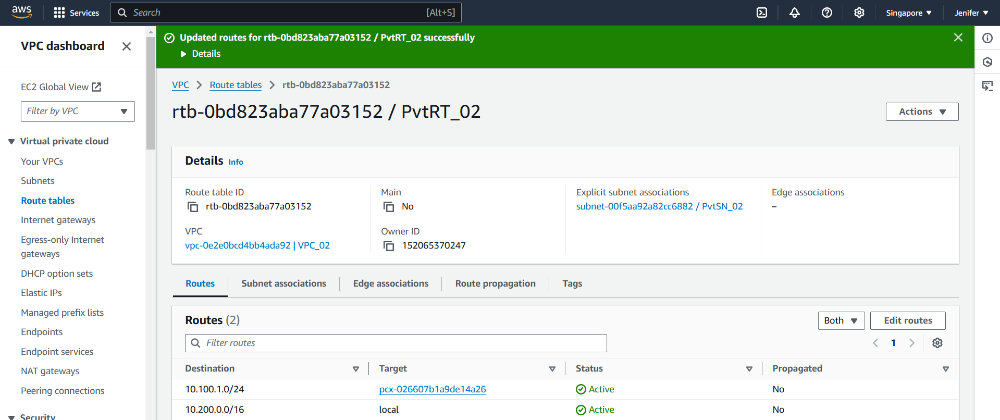 aws
Services
Search
[Alt+S]
Singapore
Jenifer
VPC dashboard
EC2 Global View
Filter by VPC
Virtual private cloud
Your VPCs
Subnets
Route tables
Internet gateways
Egress-only Internet
gateways
DHCP option sets
Elastic IPs
Managed prefix lists
Endpoints
Endpoint services
NAT gateways
Peering connections
Security
Updated routes for rtb-0bd823aba77a03152 / PvtRT_02 successfully
Details
VPC > Route tables > rtb-0bd823aba77a03152
rtb-0bd823aba77a03152 / PvtRT_02
Actions
Details Info
Route table ID
rtb-0bd823aba77a03152
Main
No
Explicit subnet associations
subnet-00f5aa92a82cc6882 / PvtSN_02
Edge associations
–
VPC
vpc-0e2e0bcd4bb4ada92 | VPC_02
Owner ID
152065370247
Routes Subnet associations Edge associations Route propagation Tags
Routes (2)
Both
Edit routes
Filter routes
1
Destination Target Status Propagated
10.100.1.0/24 pcx-026607b1a9de14a26 Active No
10.200.0.0/16 local Active No